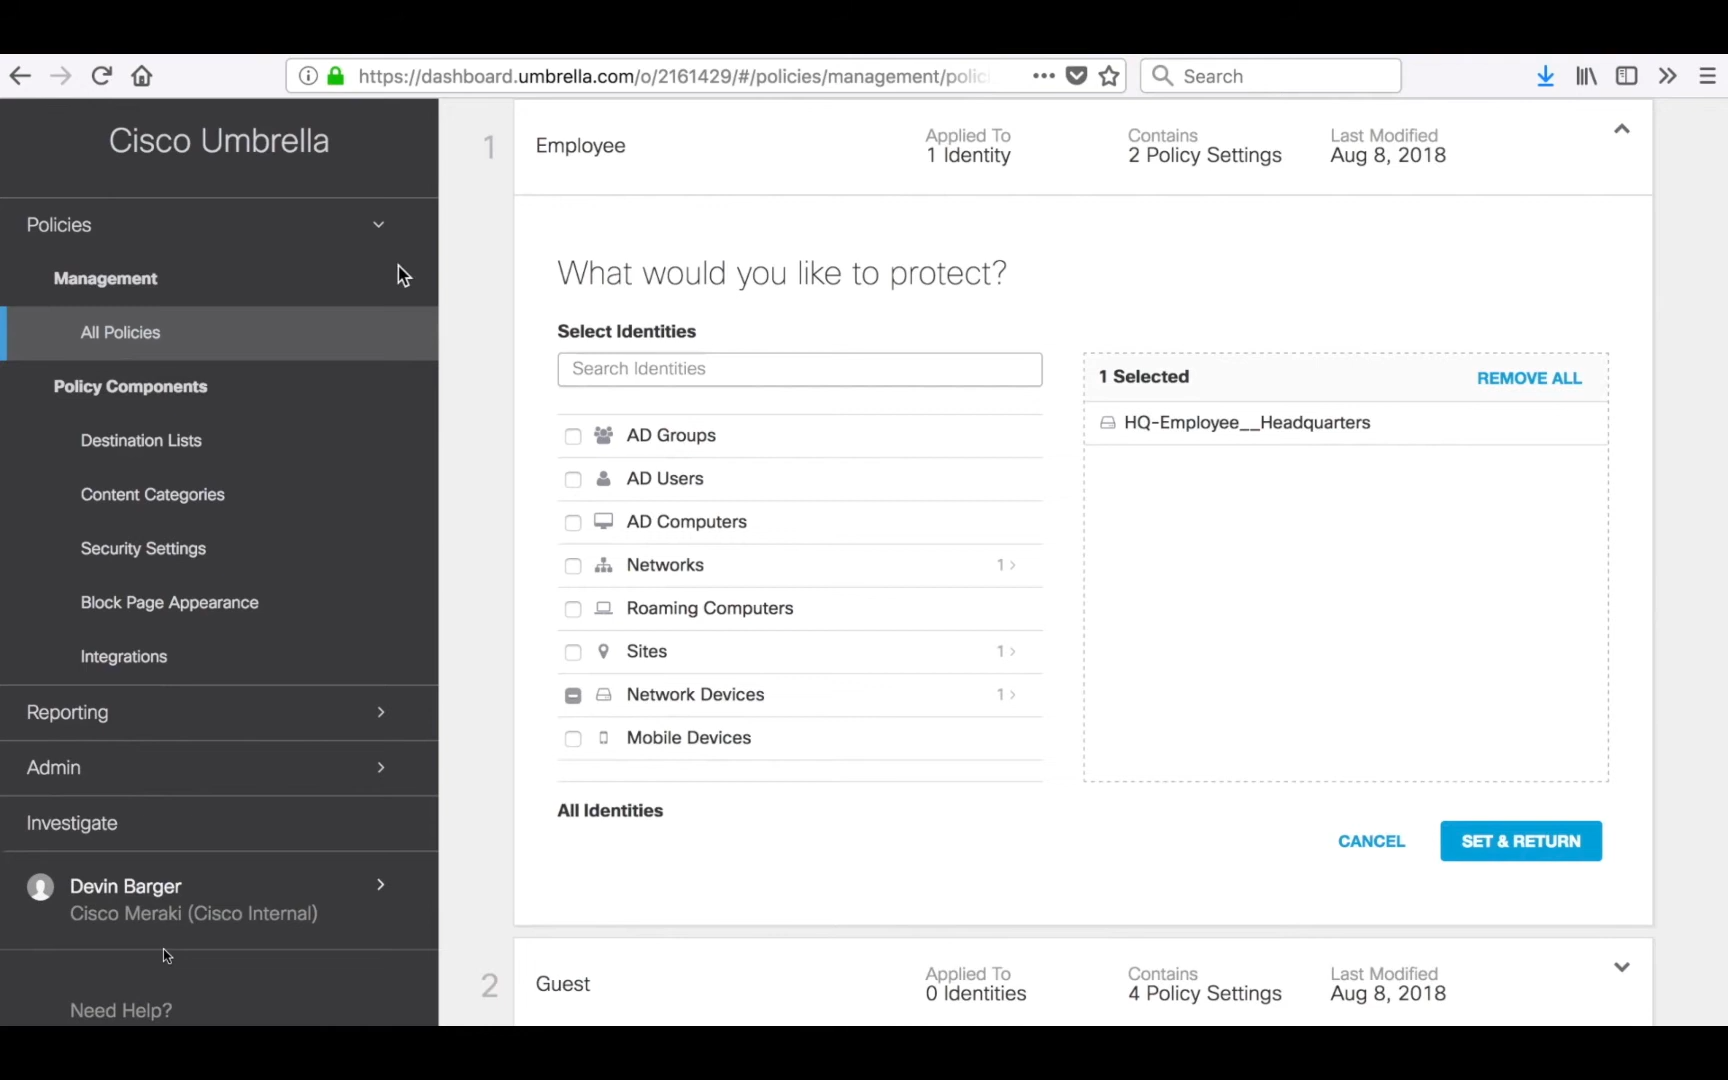 https://dashboard.umbrella.com/o/2161429/#/policies/management/polici
Search
Cisco Umbrella
Policies
Management
All Policies
Policy Components
Destination Lists
Content Categories
Security Settings
Block Page Appearance
Integrations
Reporting
Admin
Investigate
Devin Barger
Cisco Meraki (Cisco Internal)
Need Help?
1
Employee
Applied To
1 Identity
Contains
2 Policy Settings
Last Modified
Aug 8, 2018
What would you like to protect?
Select Identities
Search Identities
AD Groups
AD Users
AD Computers
Networks 1 >
Roaming Computers
Sites 1 >
Network Devices 1 >
Mobile Devices
All Identities
1 Selected REMOVE ALL
HQ-Employee__Headquarters
CANCEL SET & RETURN
2
Guest
Applied To
0 Identities
Contains
4 Policy Settings
Last Modified
Aug 8, 2018